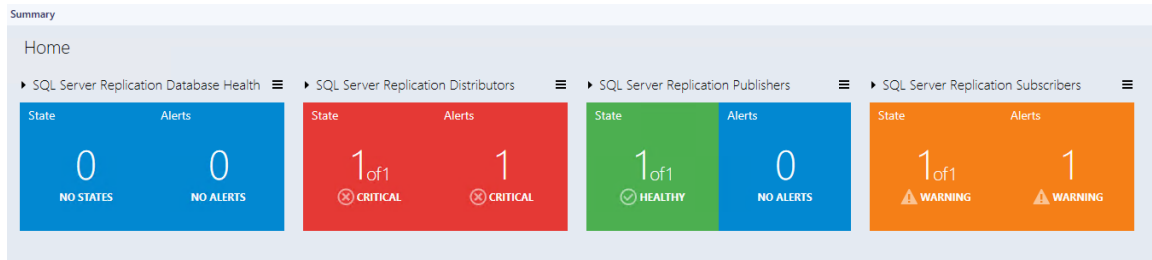 Summary
Home
SQL Server Replication Database Health
State Alerts
0 0
NO STATES NO ALERTS
SQL Server Replication Distributors
State Alerts
1of1 1
CRITICAL CRITICAL
SQL Server Replication Publishers
State Alerts
1of1 0
HEALTHY NO ALERTS
SQL Server Replication Subscribers
State Alerts
1of1 1
WARNING WARNING